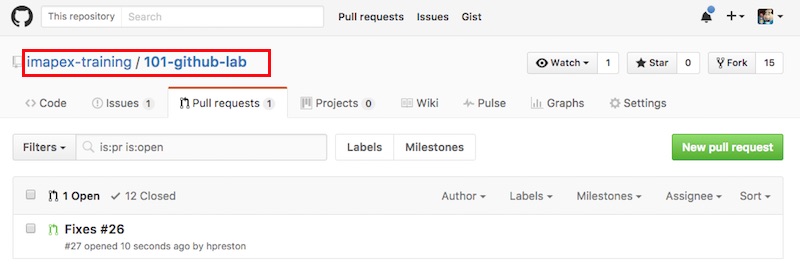 This repository Search Pull requests Issues Gist
imapex-training / 101-github-lab Watch 1 Star 0 Fork 15
Code Issues 1 Pull requests 1 Projects 0 Wiki Pulse Graphs Settings
Filters is:pr is:open Labels Milestones New pull request
1 Open 12 Closed Author Labels Milestones Assignee Sort
Fixes #26
#27 opened 10 seconds ago by hpreston